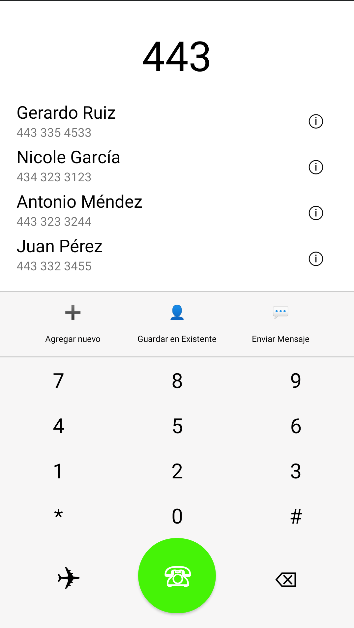 443
Gerardo Ruiz
443 335 4533
Nicole García
434 323 3123
Antonio Méndez
443 323 3244
Juan Pérez
443 332 3455
Agregar nuevo Guardar en Existente Enviar Mensaje
7 8 9
4 5 6
1 2 3
* 0 #